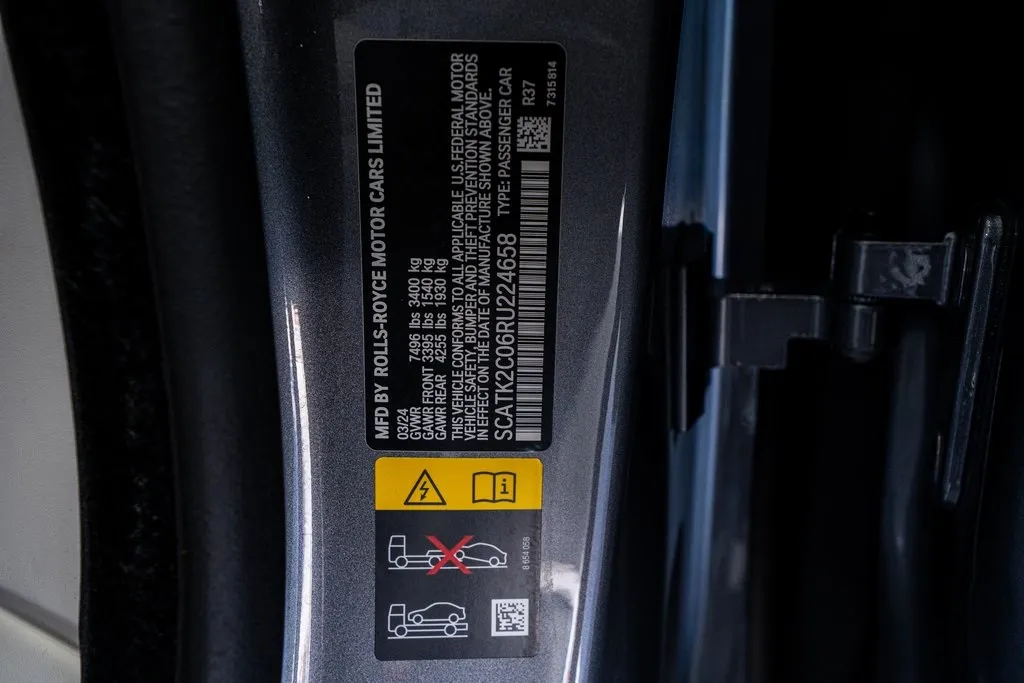 MFD BY ROLLS-ROYCE MOTOR CARS LIMITED
03/24
GVWR 7496 lbs 3400 kg
GAWR FRONT 3395 lbs 1540 kg
GAWR REAR 4255 lbs 1930 kg
THIS VEHICLE CONFORMS TO ALL APPLICABLE U.S. FEDERAL MOTOR
VEHICLE SAFETY, BUMPER AND THEFT PREVENTION STANDARDS
IN EFFECT ON THE DATE OF MANUFACTURE SHOWN ABOVE.
SCATK2C06RU224658 TYPE: PASSENGER CAR
R37
7315814
i
8 654 058